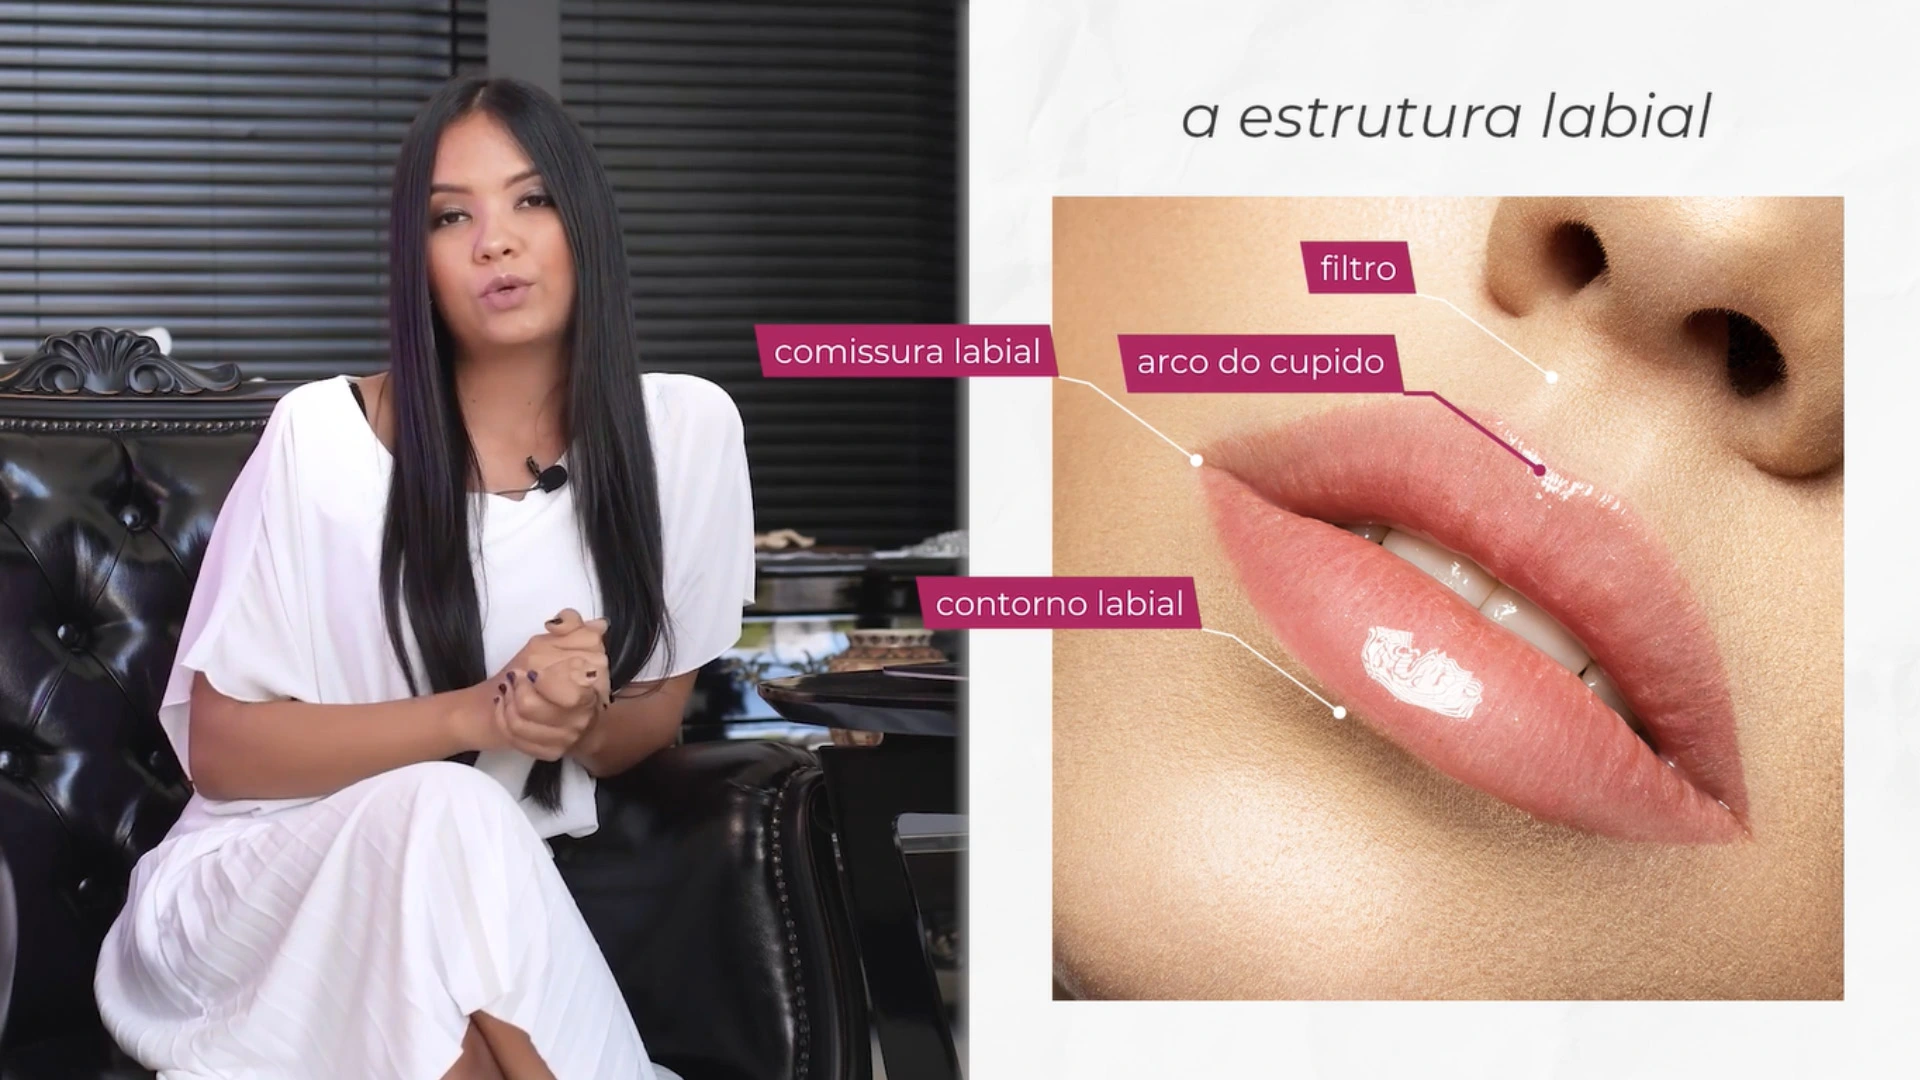 a estrutura labial
filtro
comissura labial
arco do cupido
contorno labial